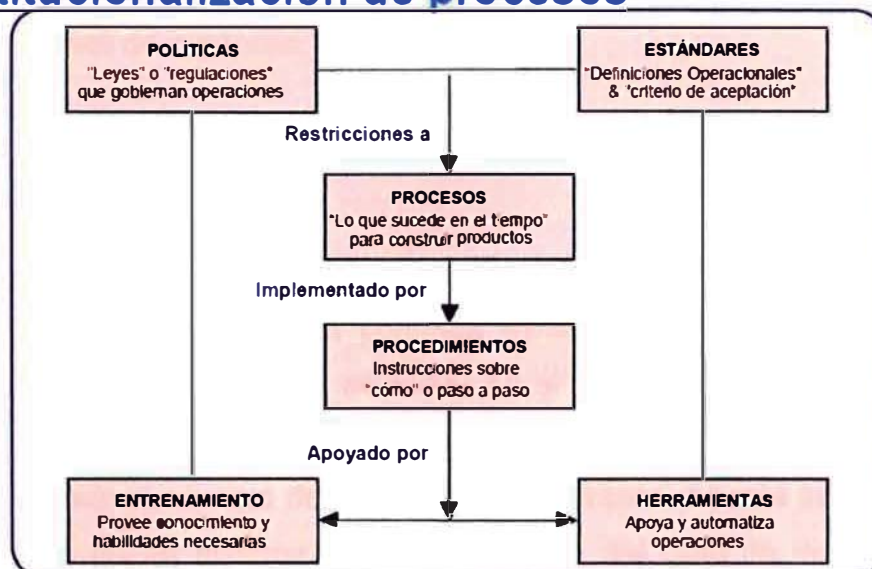 de procesos
POLÍTICAS
"Leyes" o "regulaciones"
que gobiernan operaciones
ESTÁNDARES
"Definiciones Operacionales"
& "criterio de aceptación"
Restricciones a
PROCESOS
"Lo que sucede en el tiempo"
para construir productos
Implementado por
PROCEDIMIENTOS
Instrucciones sobre
"cómo" o paso a paso
Apoyado por
ENTRENAMIENTO
Provee conocimiento y
habilidades necesarias
HERRAMIENTAS
Apoya y automatiza
operaciones